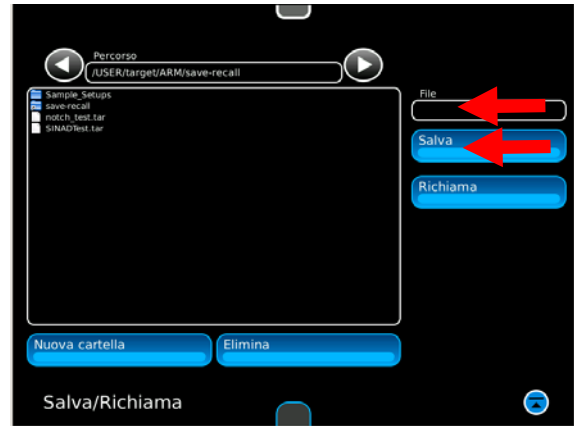 Percorso
/USER/target/ARM/save-recall
Sample_Setups
save-recall
notch_test.tar
SINADTest.tar
File
Salva
Richiama
Nuova cartella
Elimina
Salva/Richiama